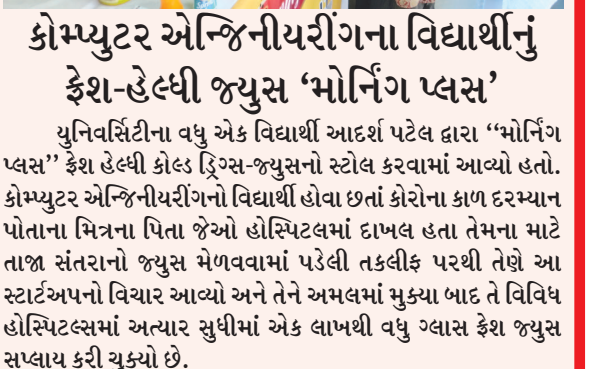 કોમ્પ્યુટર એન્જિનીયરીંગના વિદ્યાર્થીનું
ફ્રેશ-હેલ્ધી જ્યુસ ‘મોર્નિંગ પ્લસ’
યુનિવર્સિટીના વધુ એક વિદ્યાર્થી આદર્શ પટેલ દ્વારા ‘‘મોર્નિંગ
પ્લસ’’ ફ્રેશ હેલ્ધી કોલ્ડ ડ્રિંગ્સ-જ્યુસનો સ્ટોલ કરવામાં આવ્યો હતો.
કોમ્પ્યુટર એન્જિનીયરીંગનો વિદ્યાર્થી હોવા છતાં કોરોના કાળ દરમ્યાન
પોતાના મિત્રના પિતા જેઓ હોસ્પિટલમાં દાખલ હતા તેમના માટે
તાજા સંતરાનો જ્યુસ મેળવવામાં પડેલી તકલીફ પરથી તેણે આ
સ્ટાર્ટઅપનો વિચાર આવ્યો અને તેને અમલમાં મુક્યા બાદ તે વિવિધ
હોસ્પિટલ્સમાં અત્યાર સુધીમાં એક લાખથી વધુ ગ્લાસ ફ્રેશ જ્યુસ
સપ્લાય કરી ચુક્યો છે.